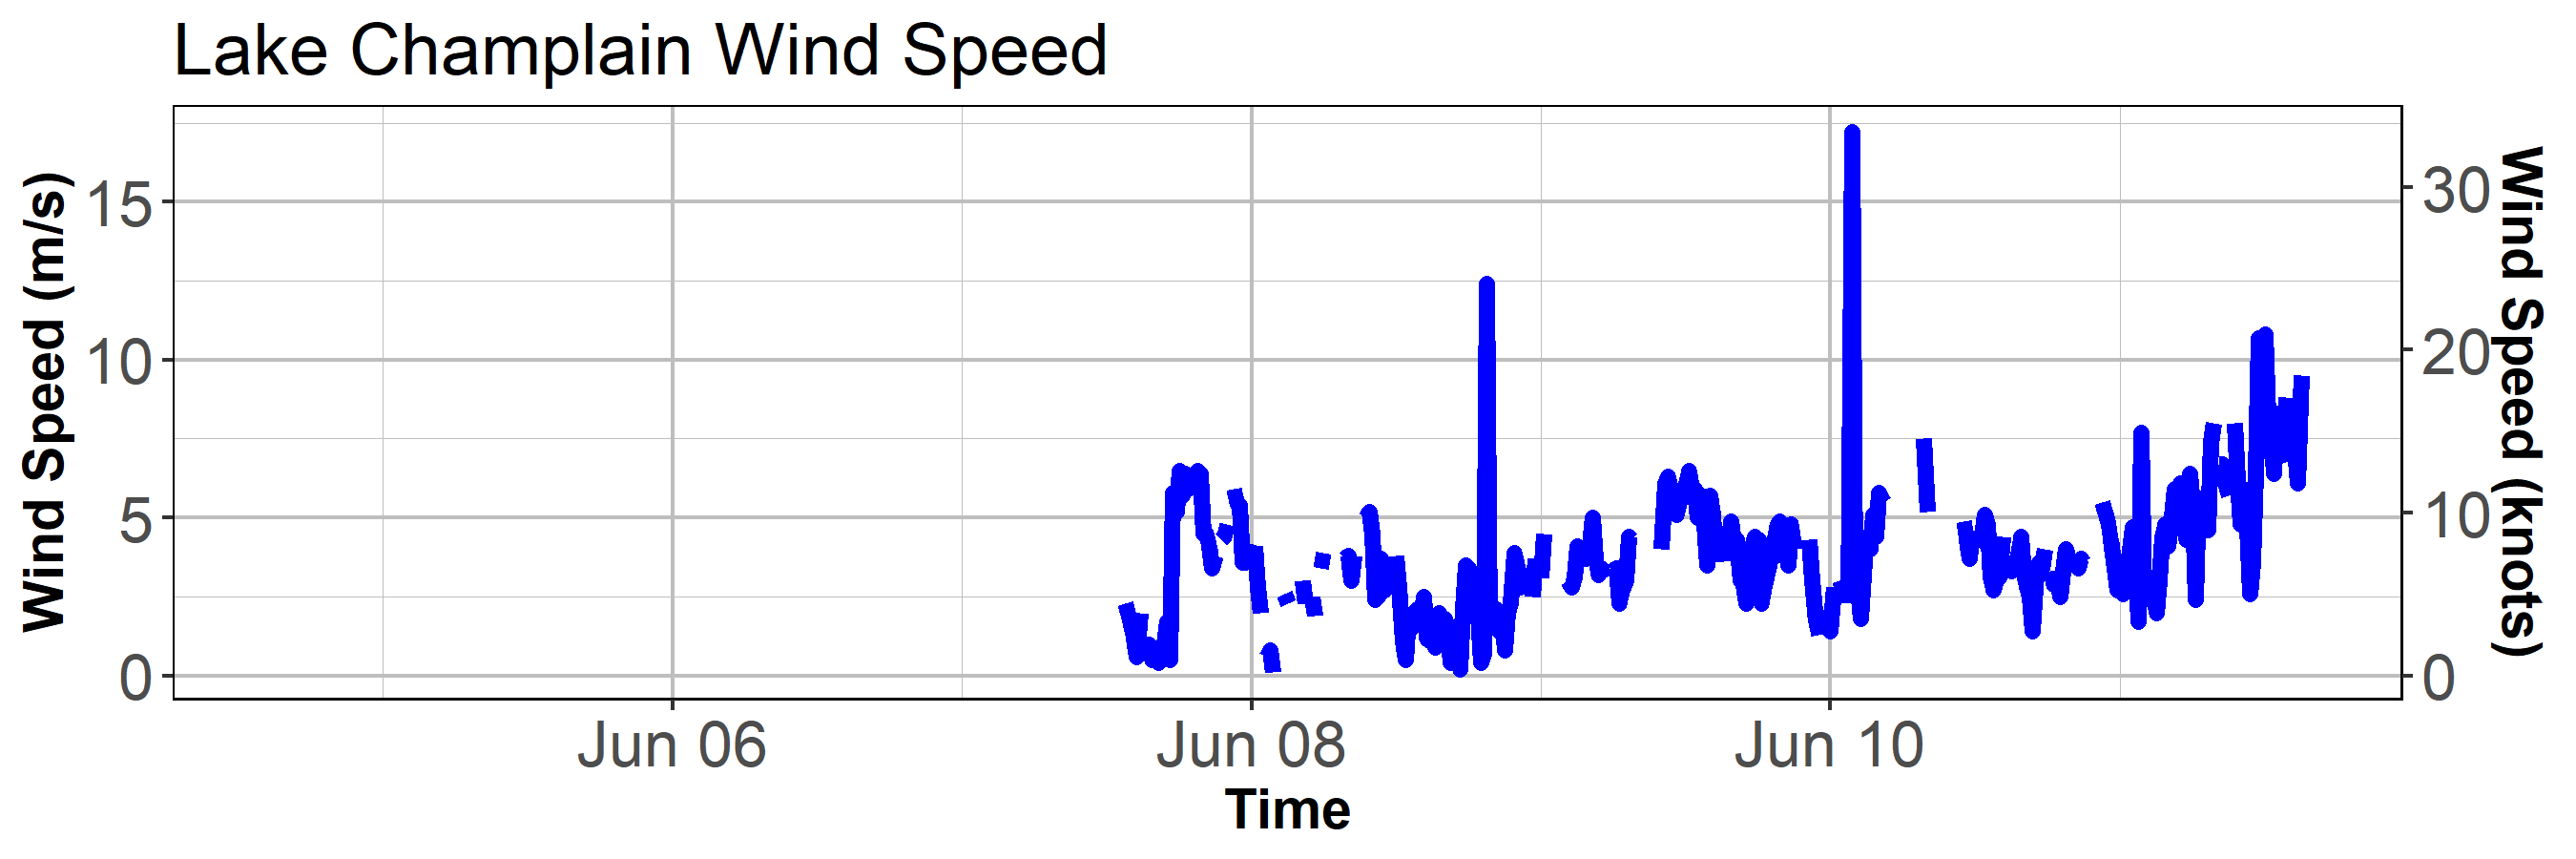 Lake Champlain Wind Speed
Wind Speed (m/s)
15
10
5
0
30
20
10
0
Wind Speed (knots)
Jun 06
Jun 08
Jun 10
Time